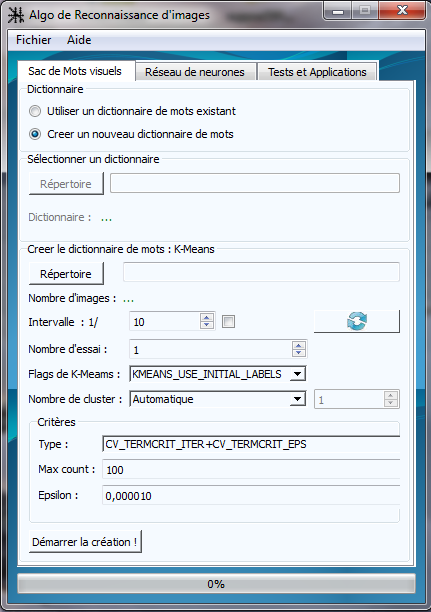 Algo de Reconnaissance d'images
Fichier Aide
Sac de Mots visuels Réseau de neurones Tests et Applications
Dictionnaire
Utiliser un dictionnaire de mots existant
Creer un nouveau dictionnaire de mots
Sélectionner un dictionnaire
Répertoire
Dictionnaire : ...
Creer le dictionnaire de mots : K-Means
Répertoire
Nombre d'images : ...
Intervalle : 1/ 10
Nombre d'essai : 1
Flags de K-Meams : KMEANS_USE_INITIAL_LABELS
Nombre de cluster : Automatique 1
Critères
Type : CV_TERMCRIT_ITER+CV_TERMCRIT_EPS
Max count : 100
Epsilon : 0,000010
Démarrer la création !
0%